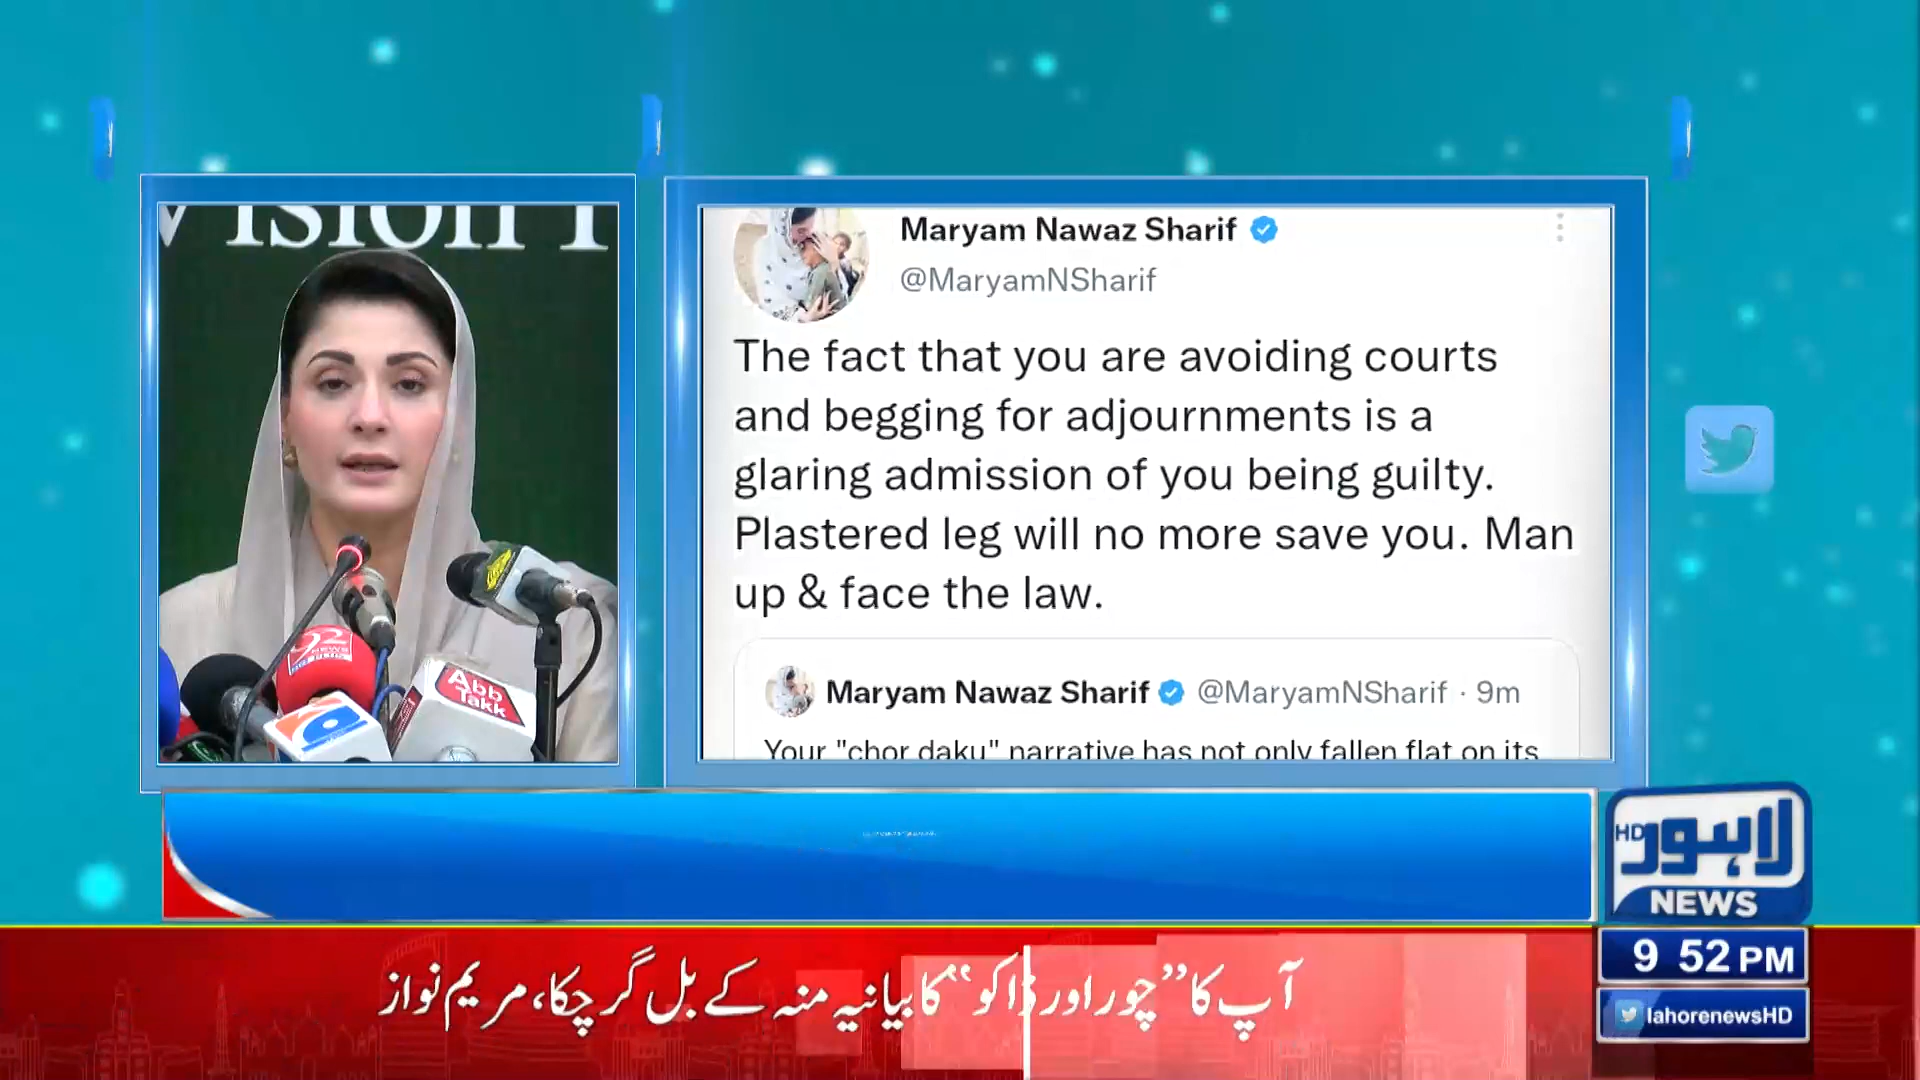 Vision
Maryam Nawaz Sharif
@MaryamNSharif
The fact that you are avoiding courts
and begging for adjournments is a
glaring admission of you being guilty.
Plastered leg will no more save you. Man
up & face the law.
Maryam Nawaz Sharif @MaryamNSharif · 9m
Your "chor daku" narrative has not only fallen flat on its
92
NEWS
Abb
Takk
HD لاہور
NEWS
9 52 PM
lahorenewsHD
آپ کا ”چور اور ڈاکو“ کا بیانیہ منہ کے بل گر چکا، مریم نواز